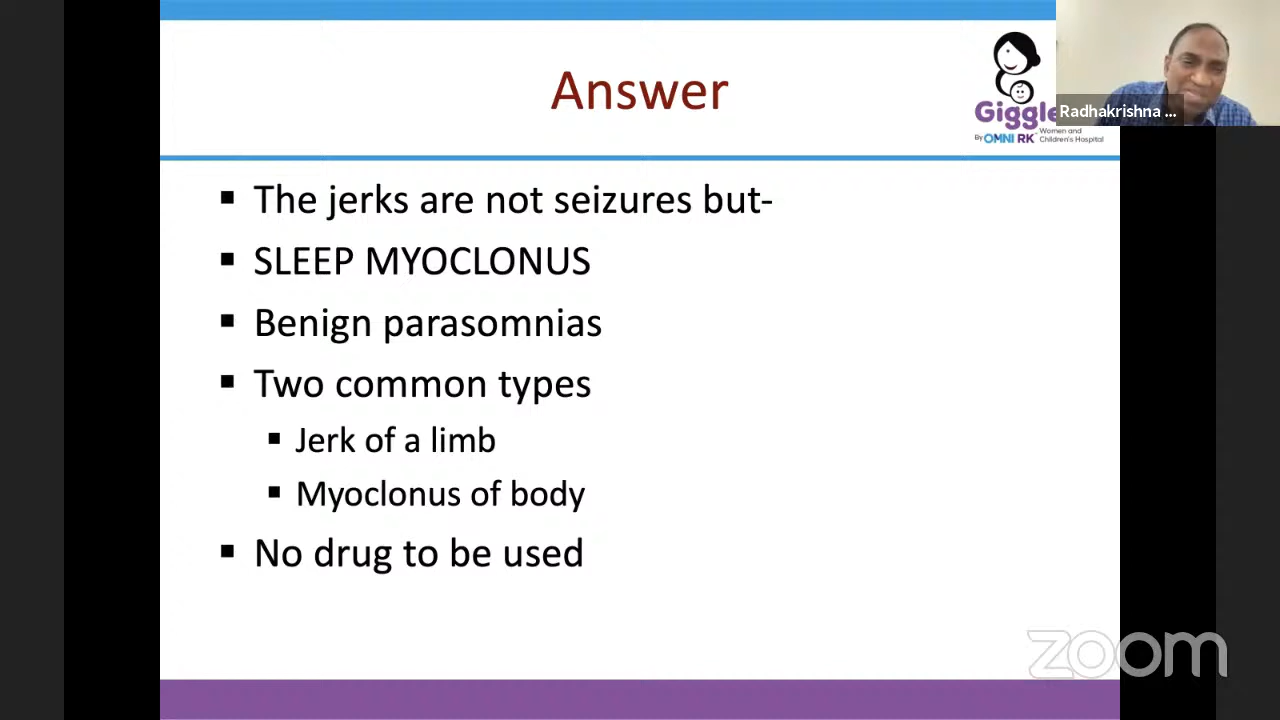 Answer
Giggle
By OMNI RK
Women and
Children's Hospital
Radhakrishna ...
The jerks are not seizures but-
SLEEP MYOCLONUS
Benign parasomnias
Two common types
Jerk of a limb
Myoclonus of body
No drug to be used
zoom